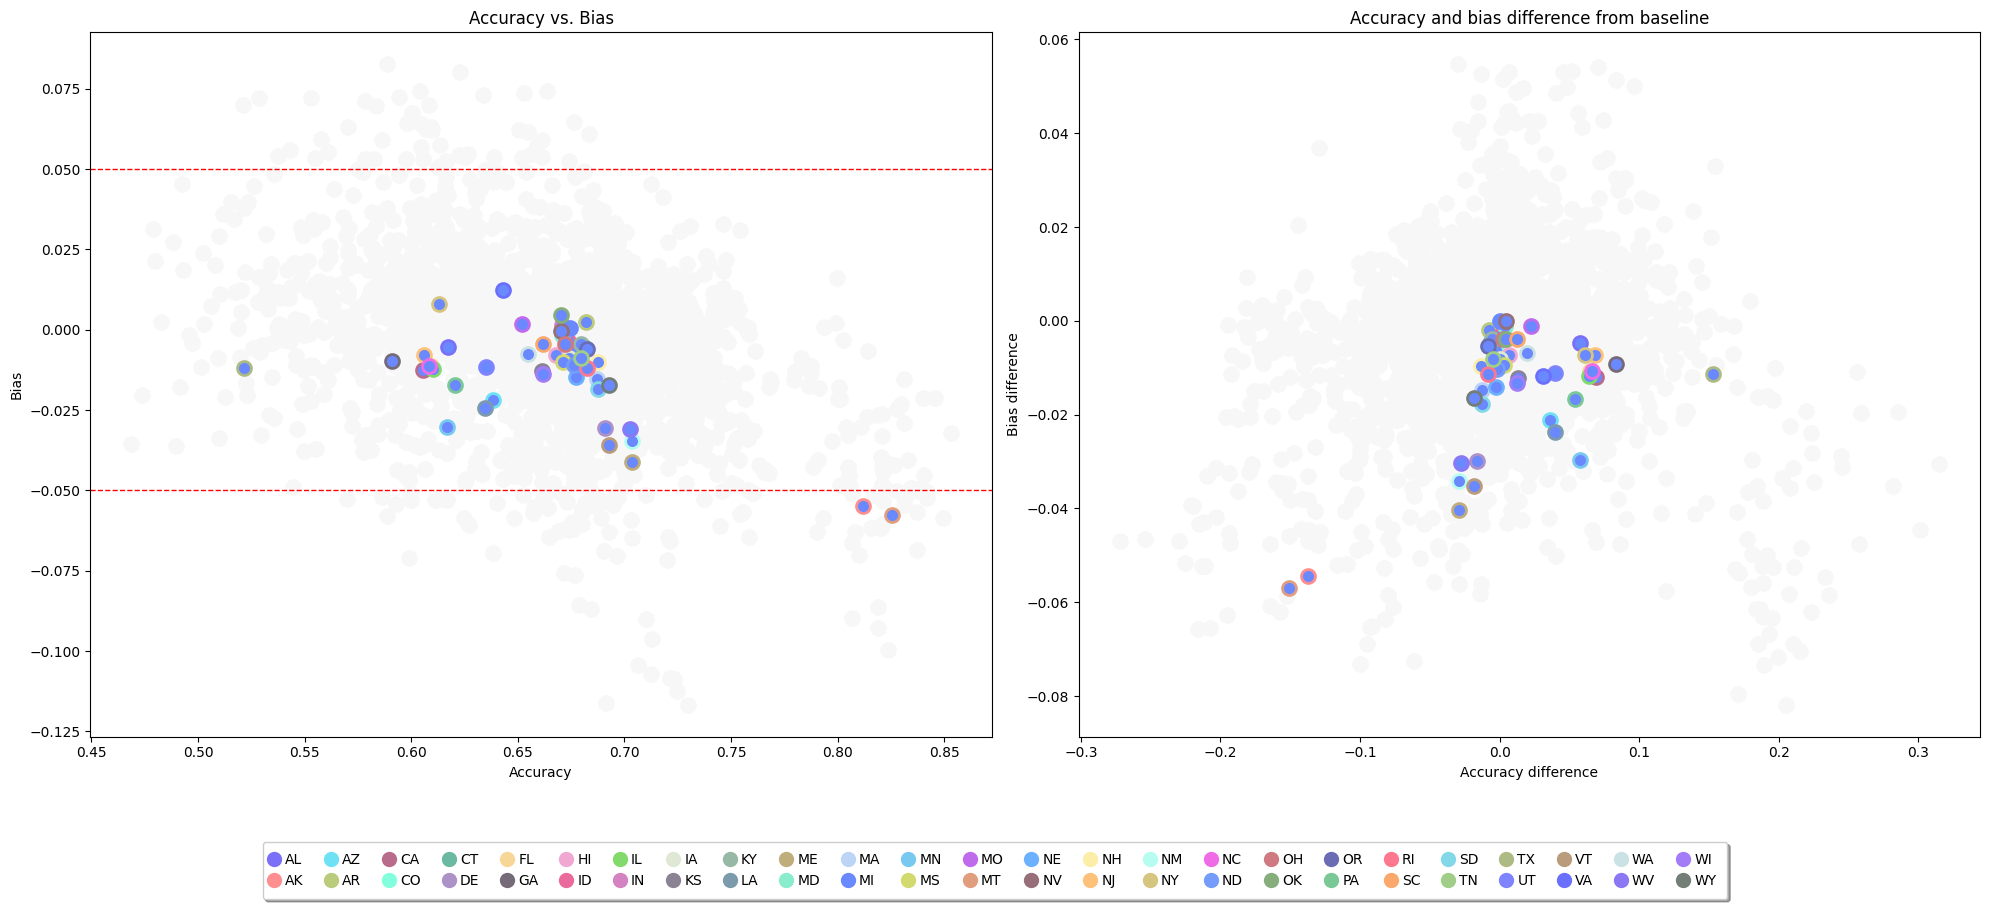 Accuracy vs. Bias
Accuracy and bias difference from baseline
0.075
0.050
0.025
0.000
−0.025
−0.050
−0.075
−0.100
−0.125
Bias
0.45 0.50 0.55 0.60 0.65 0.70 0.75 0.80 0.85
Accuracy
0.06
0.04
0.02
0.00
−0.02
−0.04
−0.06
−0.08
Bias difference
−0.3 −0.2 −0.1 0.0 0.1 0.2 0.3
Accuracy difference
AL AZ CA CT FL HI IL IA KY ME MA MN MO NE NH NM NC OH OR RI SD TX VT WA WI
AK AR CO DE GA ID IN KS LA MD MI MS MT NV NJ NY ND OK PA SC TN UT VA WV WY